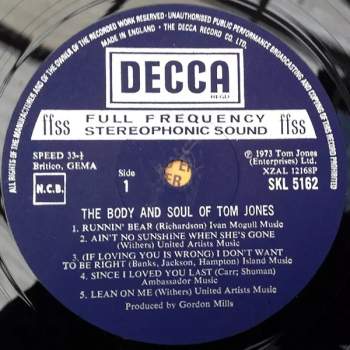 ALL RIGHTS OF THE MANUFACTURER AND OF THE OWNER OF THE RECORDED WORK RESERVED · UNAUTHORISED PUBLIC PERFORMANCE BROADCASTING AND COPYING OF THIS RECORD PROHIBITED
MADE IN ENGLAND · THE DECCA RECORD CO. LTD.
DECCA
REGD
ffss FULL FREQUENCY ffss
STEREOPHONIC SOUND
SPEED 33⅓
Britico, GEMA
N.C.B.
Side
1
ER
℗ 1973 Tom Jones
(Enterprises) Ltd.
XZAL 12168P
SKL 5162
THE BODY AND SOUL OF TOM JONES
1. RUNNIN' BEAR (Richardson) Ivan Mogull Music
2. AIN'T NO SUNSHINE WHEN SHE'S GONE
(Withers) United Artists Music
3. (IF LOVING YOU IS WRONG) I DON'T WANT
TO BE RIGHT (Banks, Jackson, Hampton) Island Music
4. SINCE I LOVED YOU LAST (Carr; Shuman)
Ambassador Music
5. LEAN ON ME (Withers) United Artists Music
Produced by Gordon Mills